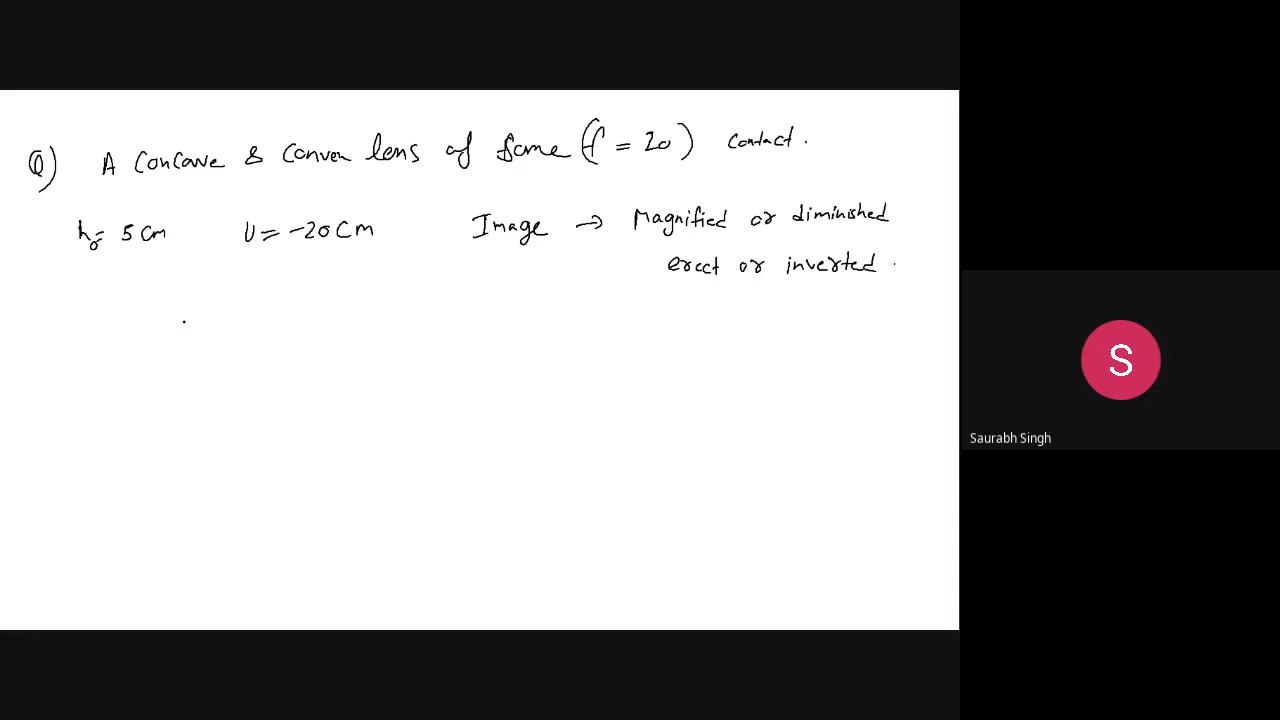 Q) A Concave & Convex lens of same (f = 20) Contact .
h₀ = 5 cm U = -20 cm Image → Magnified or diminished
erect or inverted .
S
Saurabh Singh